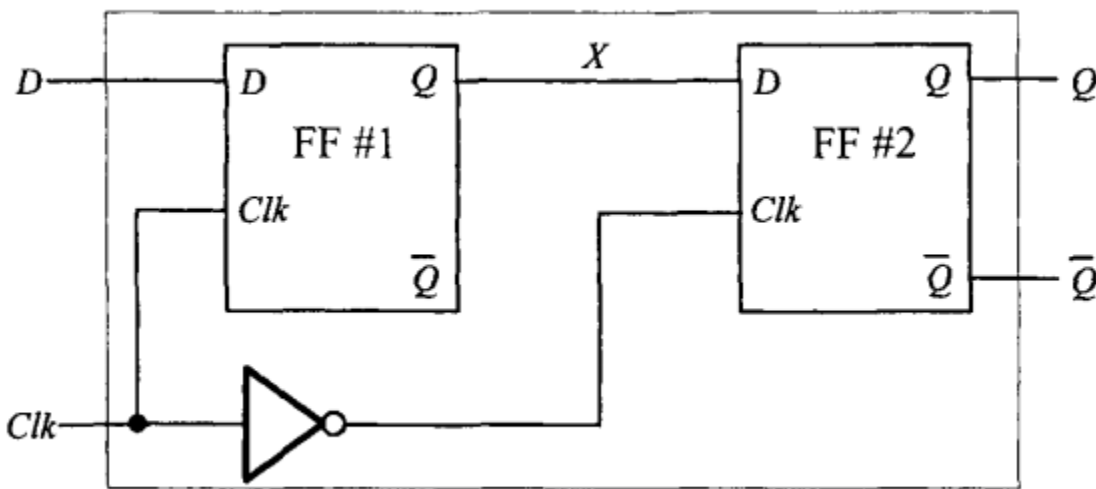 X
D D Q D Q Q
FF #1 FF #2
Clk Clk
Q̅ Q̅ Q̅
Clk